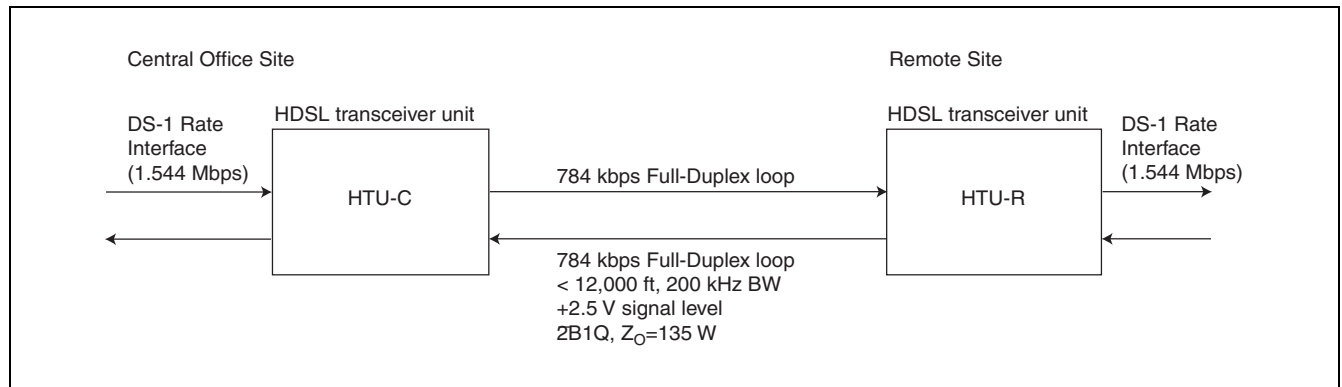 Central Office Site
Remote Site
HDSL transceiver unit
HDSL transceiver unit
DS-1 Rate
Interface
(1.544 Mbps)
DS-1 Rate
Interface
(1.544 Mbps)
784 kbps Full-Duplex loop
HTU-C
HTU-R
784 kbps Full-Duplex loop
< 12,000 ft, 200 kHz BW
+2.5 V signal level
2B1Q, ZO=135 W